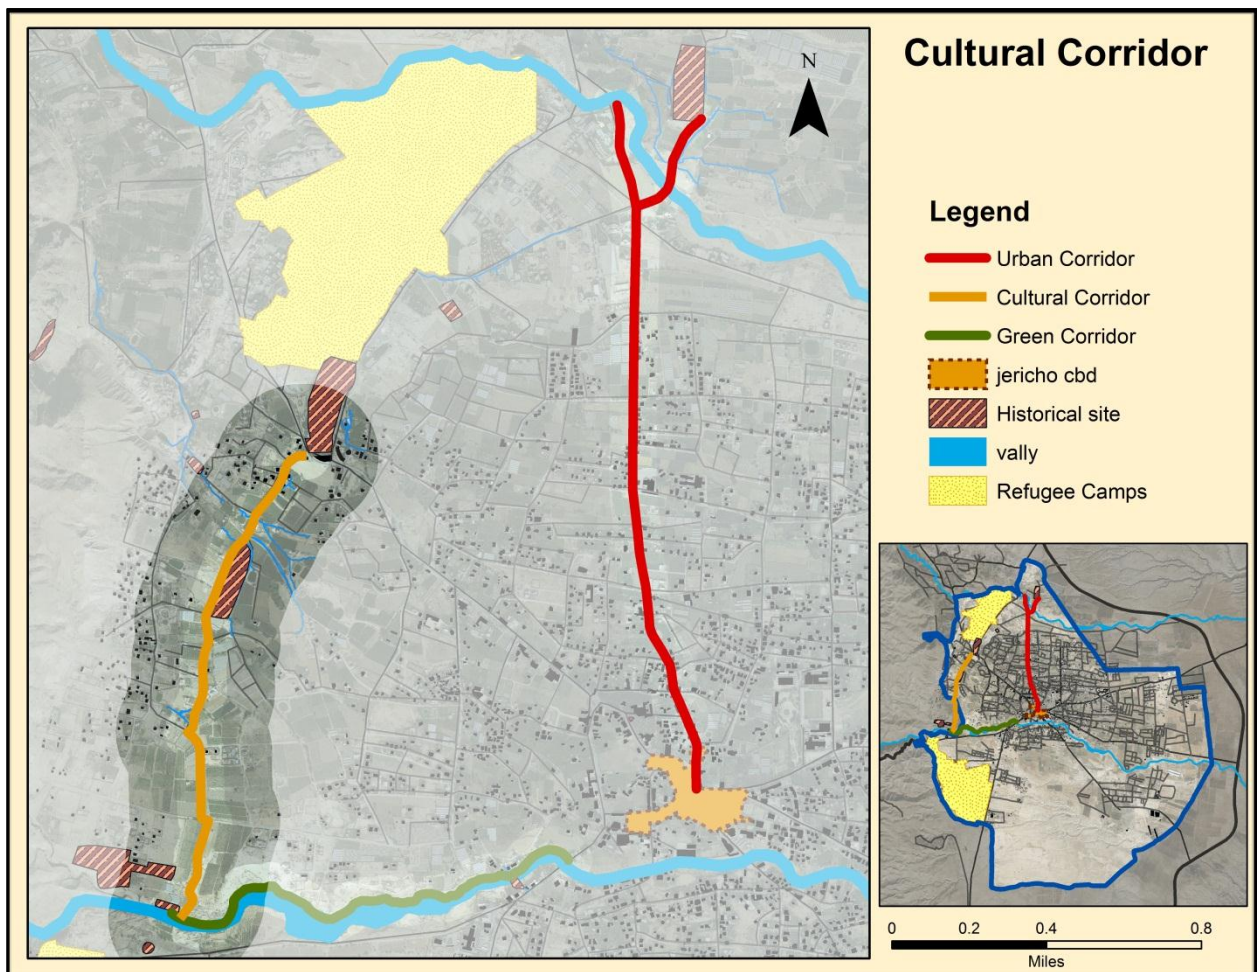 Cultural Corridor
N
Legend
Urban Corridor
Cultural Corridor
Green Corridor
jericho cbd
Historical site
vally
Refugee Camps
0 0.2 0.4 0.8
Miles